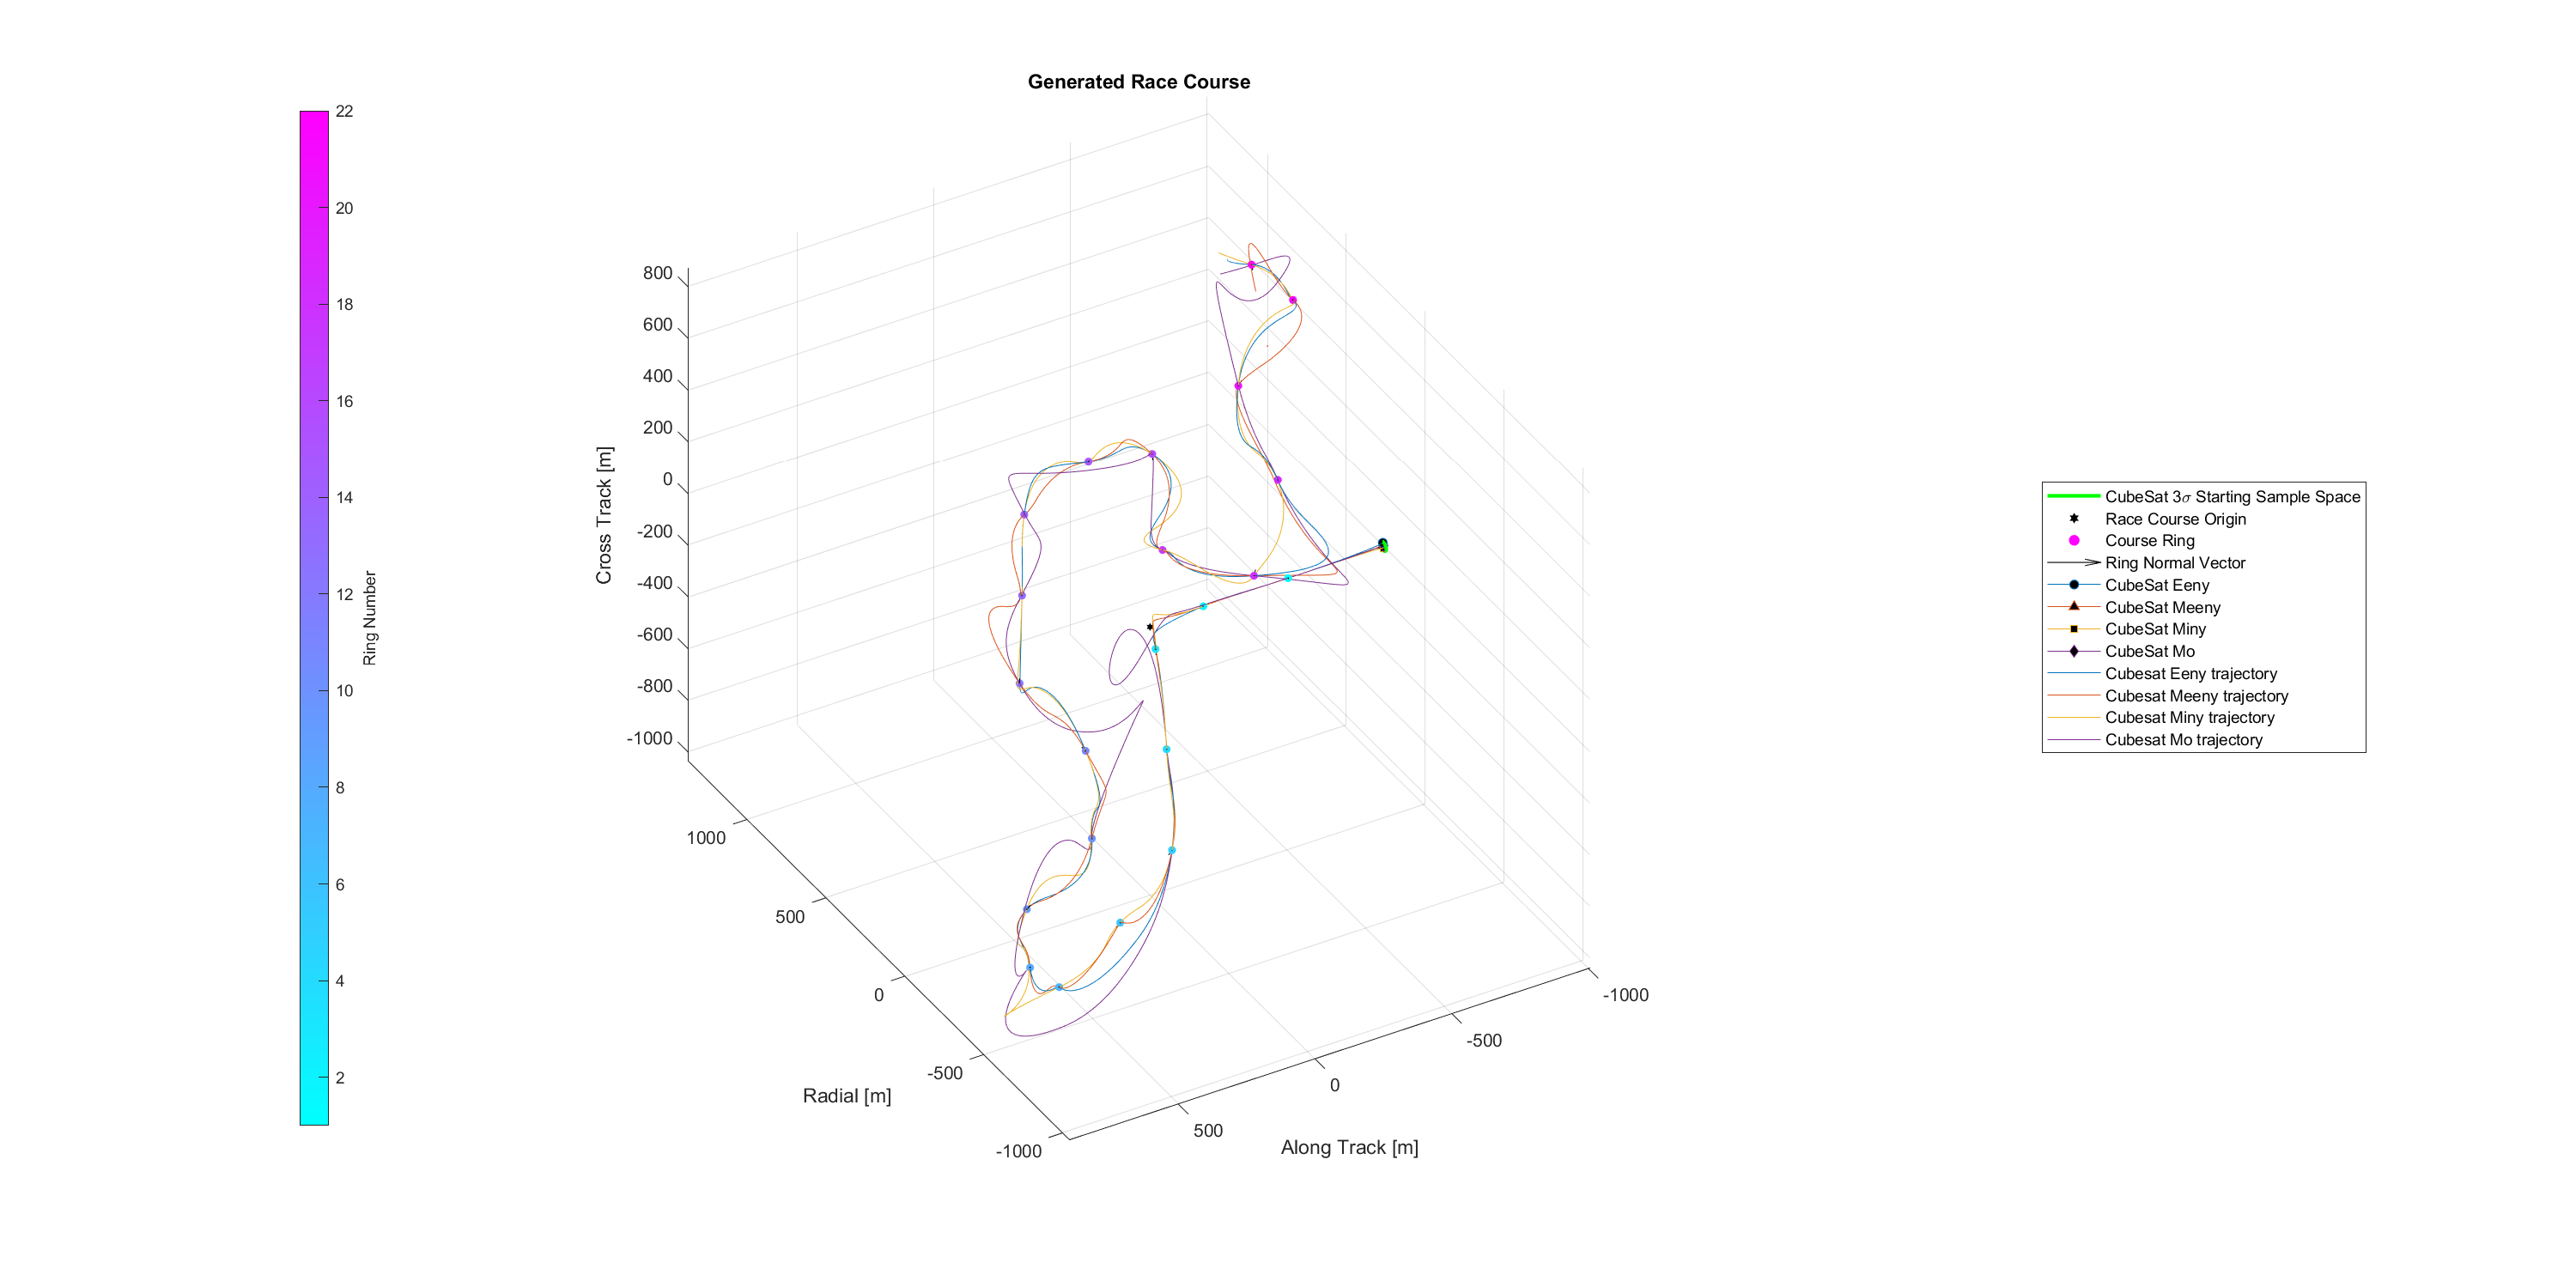 Generated Race Course
22
20
18
16
14
12
10
8
6
4
2
Ring Number
800
600
400
200
0
-200
-400
-600
-800
-1000
Cross Track [m]
1000
500
0
-500
-1000
Radial [m]
500
0
-500
-1000
Along Track [m]
CubeSat 3σ Starting Sample Space
Race Course Origin
Course Ring
Ring Normal Vector
CubeSat Eeny
CubeSat Meeny
CubeSat Miny
CubeSat Mo
Cubesat Eeny trajectory
Cubesat Meeny trajectory
Cubesat Miny trajectory
Cubesat Mo trajectory